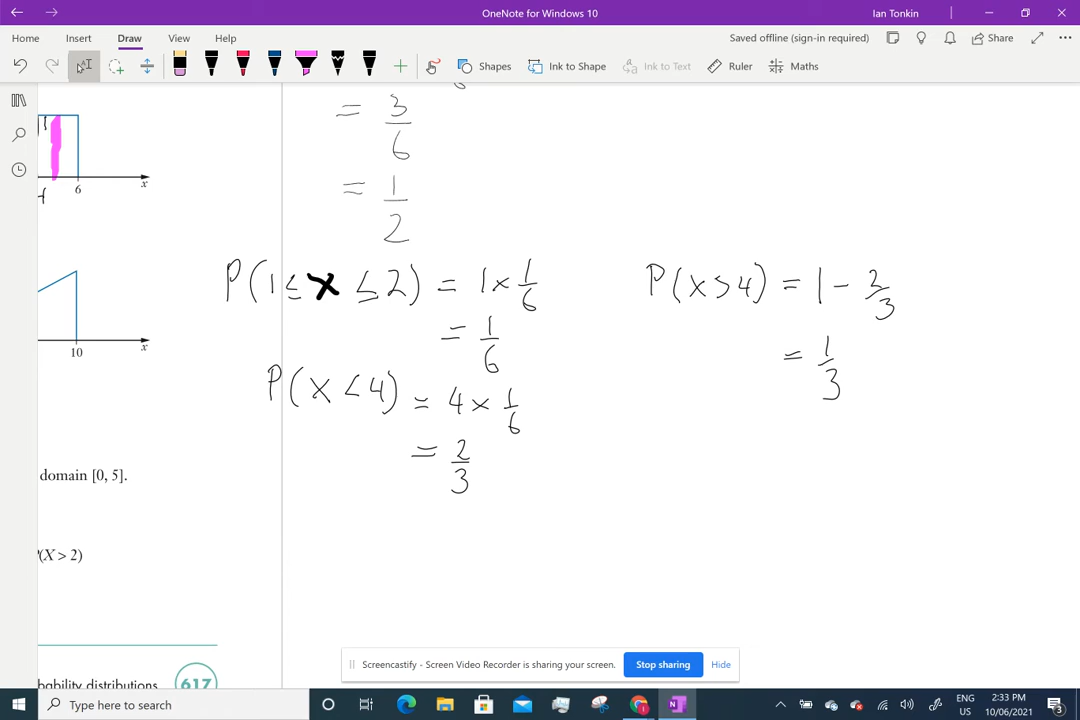 OneNote for Windows 10
Ian Tonkin
Home Insert Draw View Help
Saved offline (sign-in required)
Share
Shapes
Ink to Shape
Ink to Text
Ruler
Maths
= 3/6
= 1/2
6 x
10 x
P(1 ≤ X ≤ 2) = 1 × 1/6
= 1/6
P(X < 4) = 4 × 1/6
= 2/3
P(X > 4) = 1 - 2/3
= 1/3
domain [0, 5].
(X > 2)
bability distributions 617
Screencastify - Screen Video Recorder is sharing your screen.
Stop sharing
Hide
Type here to search
ENG
US
2:33 PM
10/06/2021
3